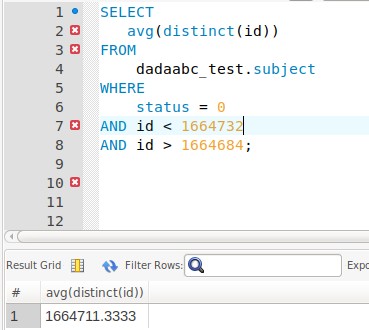 1 SELECT
2 avg(distinct(id))
3 FROM
4 dadaabc_test.subject
5 WHERE
6 status = 0
7 AND id < 1664732
8 AND id > 1664684;
9
10
11
12
Result Grid Filter Rows: Expo
# avg(distinct(id))
1 1664711.3333